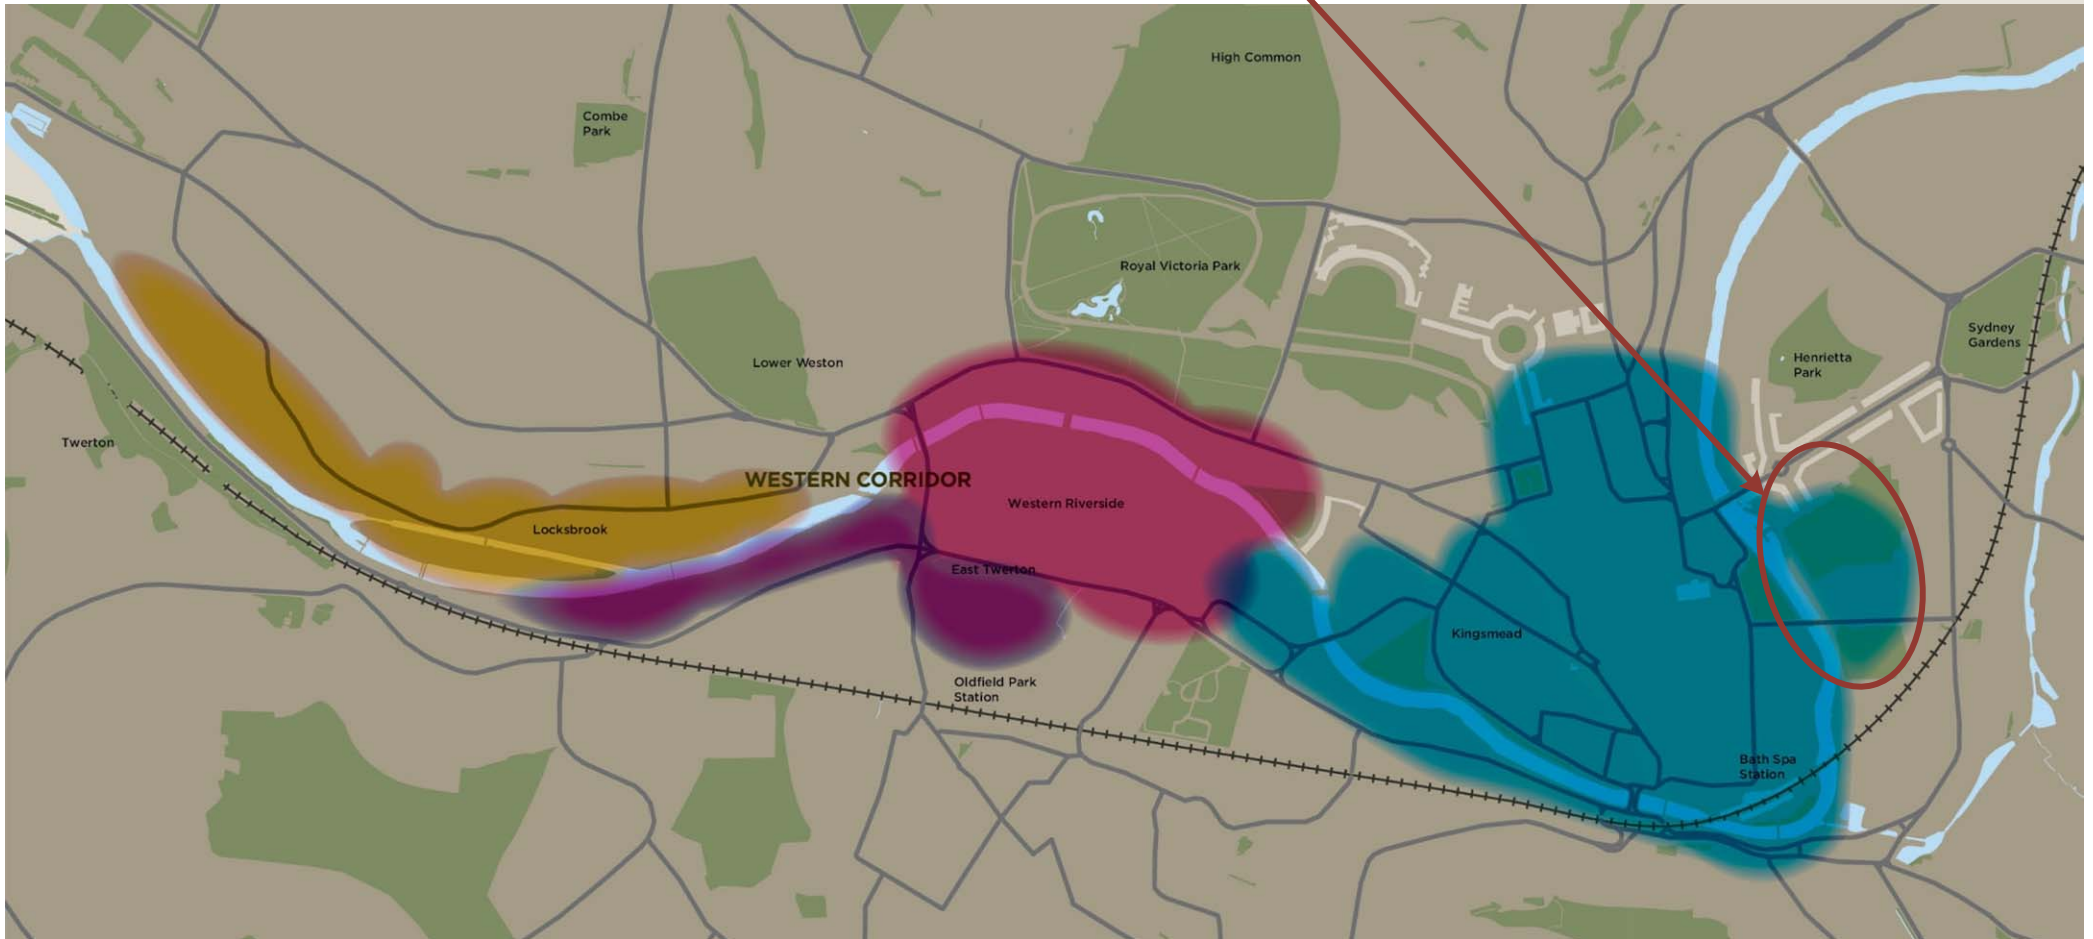 High Common
Combe
Park
Royal Victoria Park
Sydney
Gardens
Henrietta
Park
Lower Weston
Twerton
WESTERN CORRIDOR
Western Riverside
Locksbrook
East Twerton
Kingsmead
Oldfield Park
Station
Bath Spa
Station